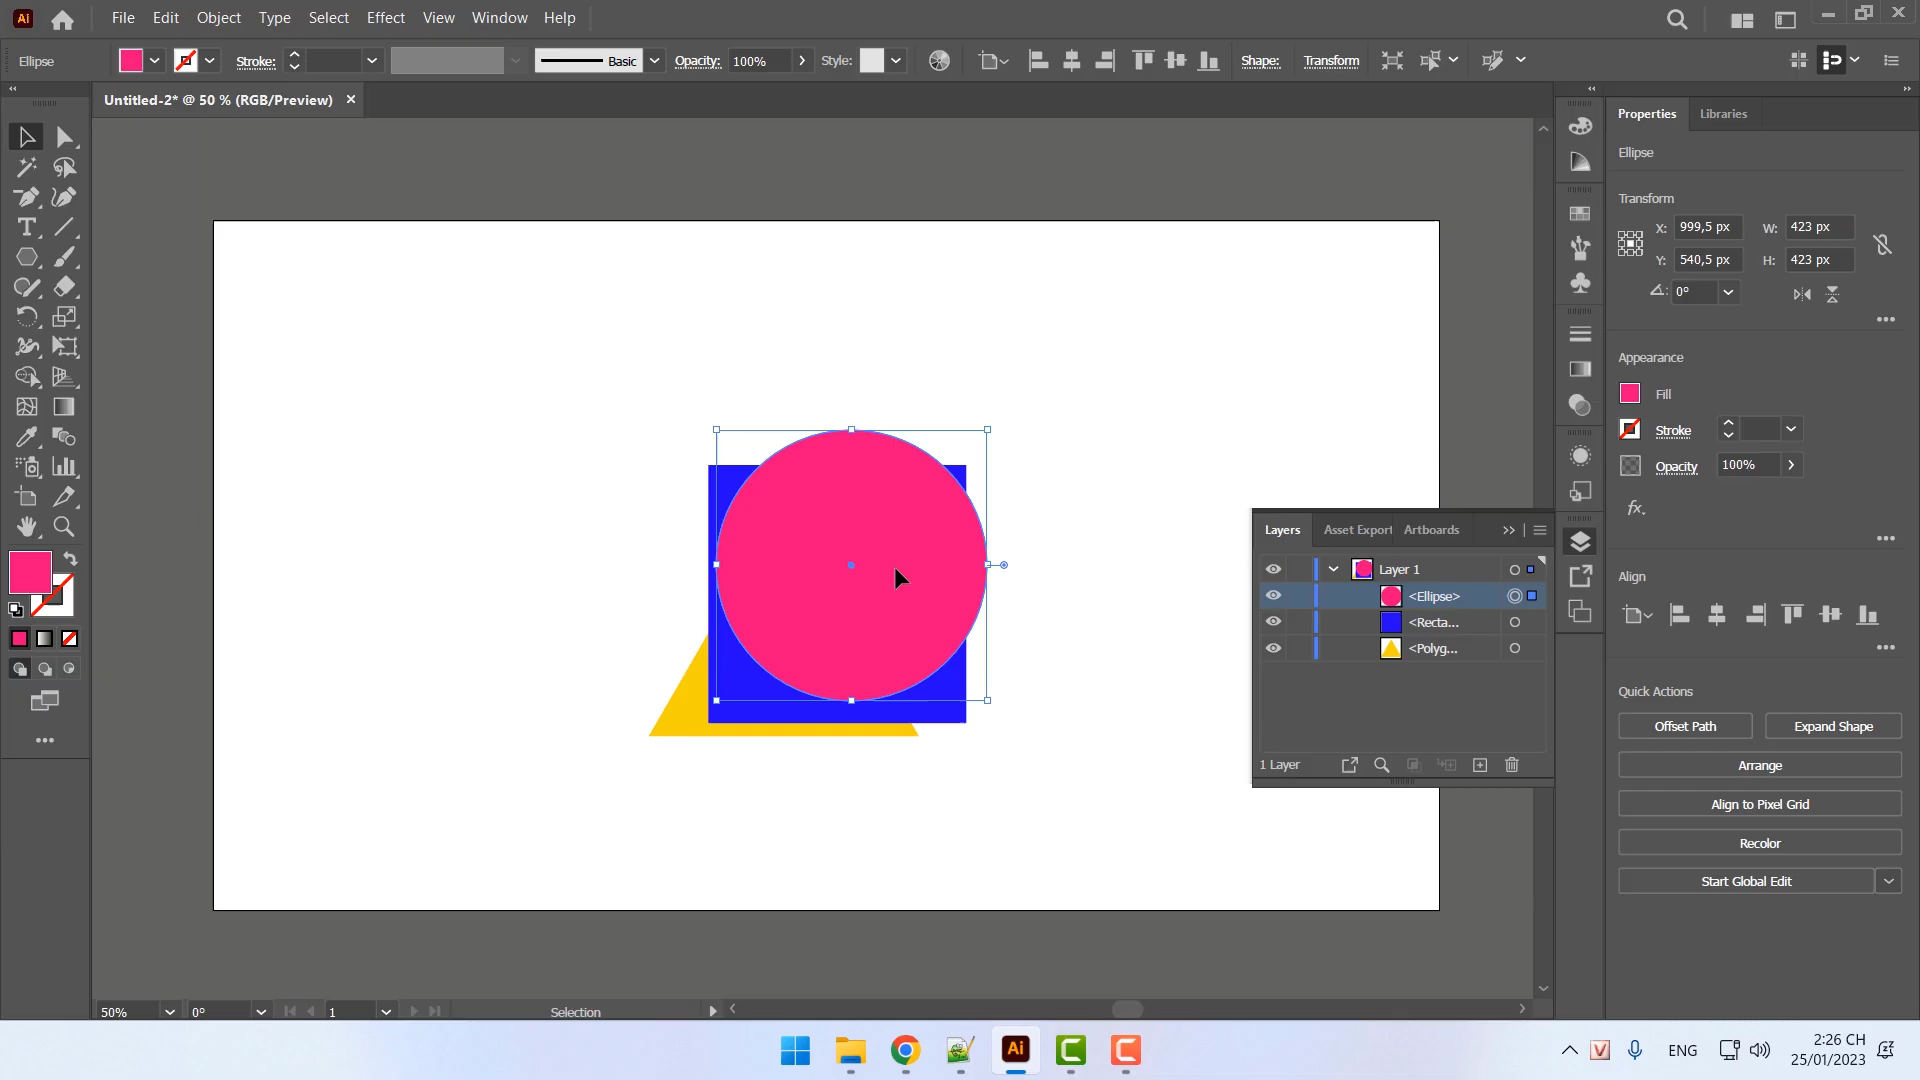 Ai File Edit Object Type Select Effect View Window Help
Ellipse Stroke: Basic Opacity: 100% Style: Shape: Transform
Untitled-2* @ 50 % (RGB/Preview)
Properties Libraries
Ellipse
Transform
X: 999,5 px W: 423 px
Y: 540,5 px H: 423 px
0°
Appearance
Fill
Stroke
Opacity 100%
fx.
Align
Quick Actions
Offset Path Expand Shape
Arrange
Align to Pixel Grid
Recolor
Start Global Edit
Layers Asset Export Artboards
Layer 1
<Ellipse>
<Recta...
<Polyg...
1 Layer
50% 0° 1 Selection
Ai
ENG
2:26 CH
25/01/2023